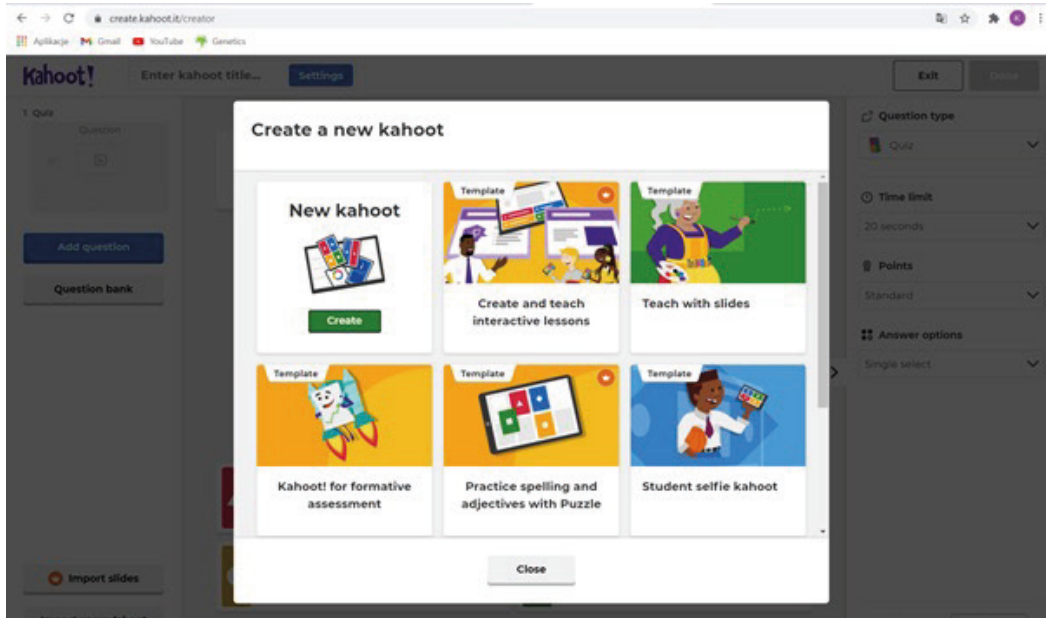 create.kahoot.it/creator
Aplikacje Gmail YouTube Genetics
Kahoot! Enter kahoot title... Settings Exit Done
1 Quiz
Question
Add question
Question bank
Import slides
Create a new kahoot
New kahoot
Create
Template
Create and teach
interactive lessons
Template
Teach with slides
Template
Kahoot! for formative
assessment
Template
Practice spelling and
adjectives with Puzzle
Template
Student selfie kahoot
Close
Question type
Quiz
Time limit
20 seconds
Points
Standard
Answer options
Single select